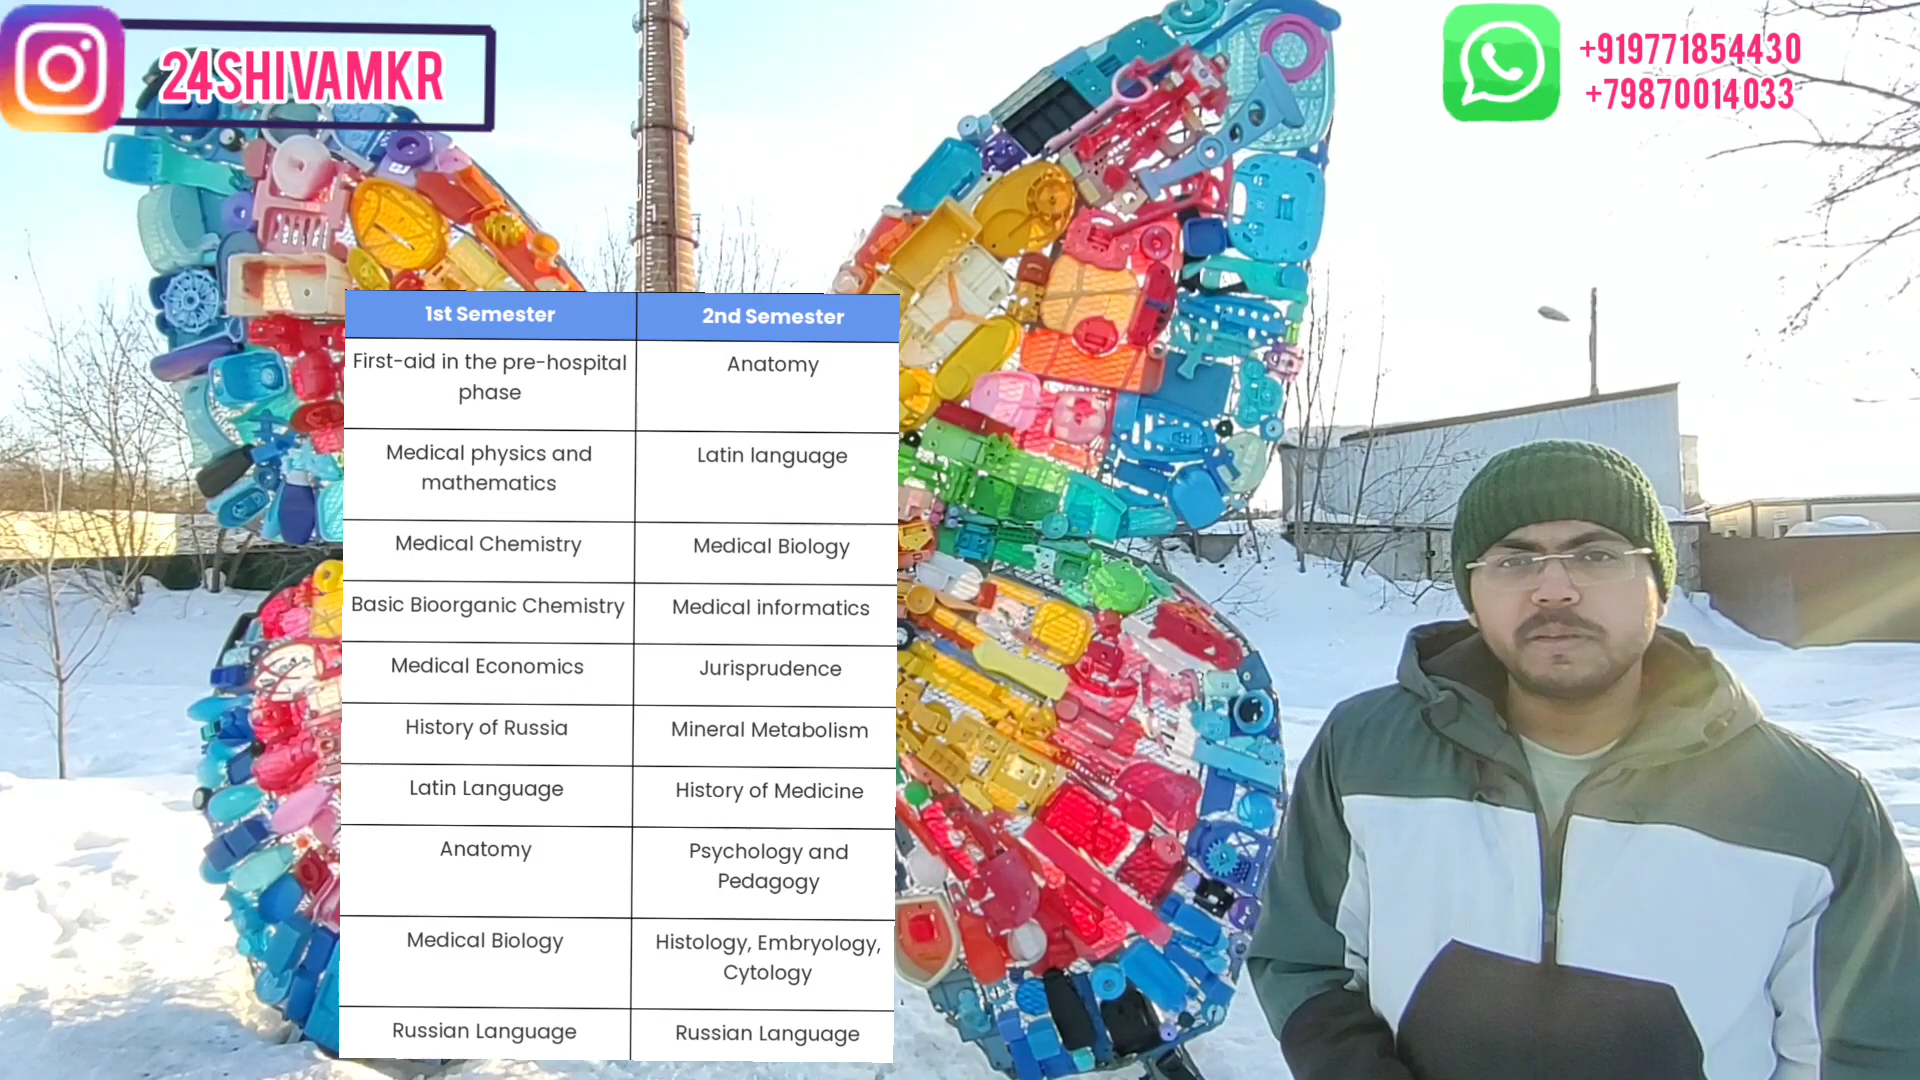 24SHIVAMKR
+919771854430
+79870014033
1st Semester
2nd Semester
First-aid in the pre-hospital
phase
Anatomy
Medical physics and
mathematics
Latin language
Medical Chemistry
Medical Biology
Basic Bioorganic Chemistry
Medical informatics
Medical Economics
Jurisprudence
History of Russia
Mineral Metabolism
Latin Language
History of Medicine
Anatomy
Psychology and
Pedagogy
Medical Biology
Histology, Embryology,
Cytology
Russian Language
Russian Language